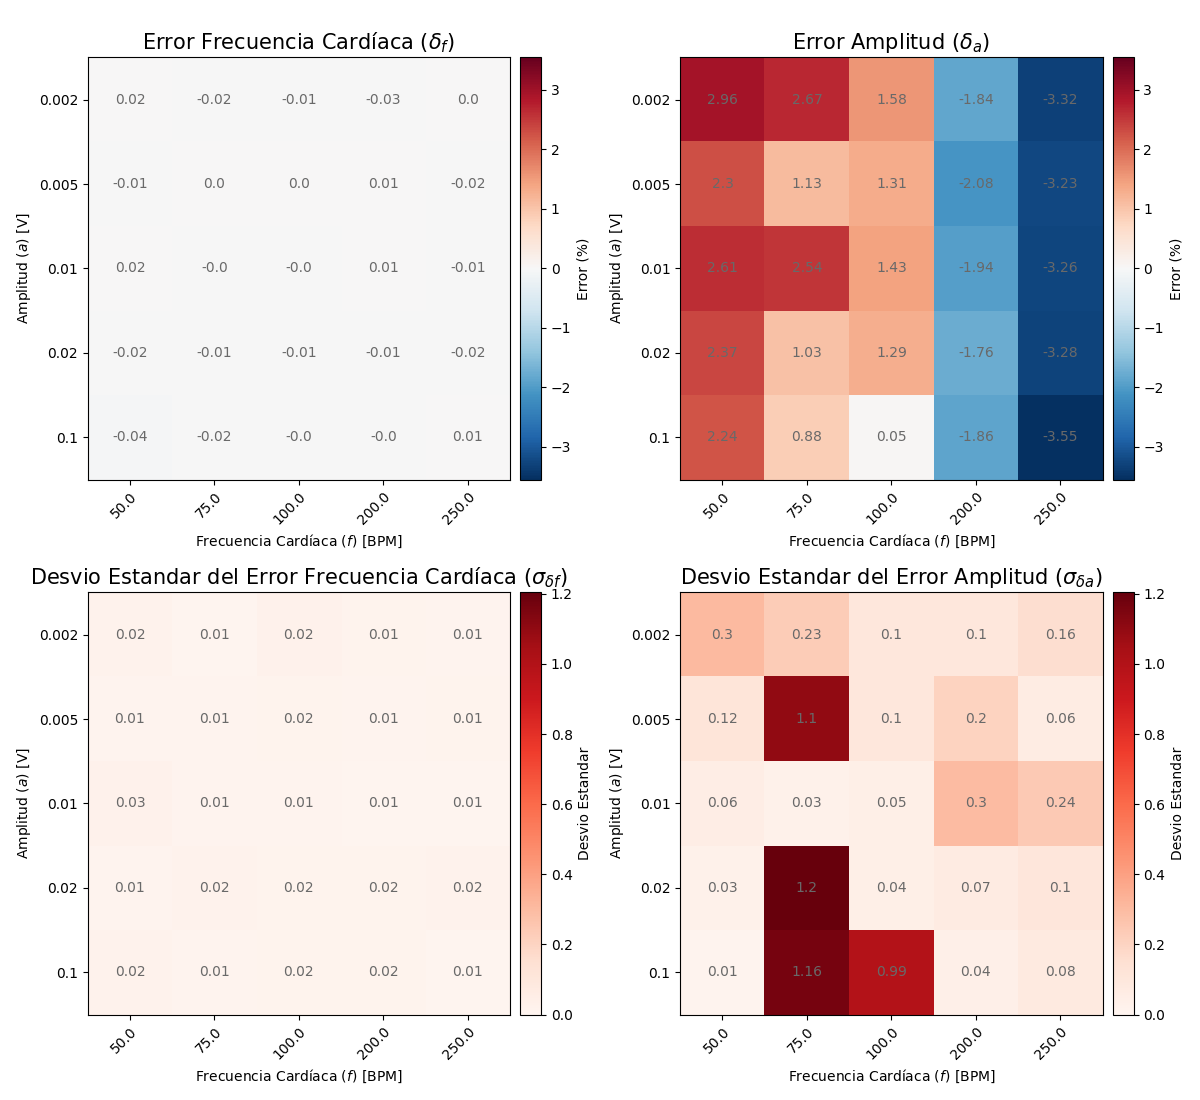 Error Frecuencia Cardíaca (δf)
0.002 0.02 -0.02 -0.01 -0.03 0.0
0.005 -0.01 0.0 0.0 0.01 -0.02
0.01 0.02 -0.0 -0.0 0.01 -0.01
0.02 -0.02 -0.01 -0.01 -0.01 -0.02
0.1 -0.04 -0.02 -0.0 -0.0 0.01
50.0 75.0 100.0 200.0 250.0
Frecuencia Cardíaca (f) [BPM]
Amplitud (a) [V]
3
2
1
0
−1
−2
−3
Error (%)
Error Amplitud (δa)
0.002 2.96 2.67 1.58 -1.84 -3.32
0.005 2.3 1.13 1.31 -2.08 -3.23
0.01 2.61 2.54 1.43 -1.94 -3.26
0.02 2.37 1.03 1.29 -1.76 -3.28
0.1 2.24 0.88 0.05 -1.86 -3.55
50.0 75.0 100.0 200.0 250.0
Frecuencia Cardíaca (f) [BPM]
Amplitud (a) [V]
3
2
1
0
−1
−2
−3
Error (%)
Desvio Estandar del Error Frecuencia Cardíaca (σδf)
0.002 0.02 0.01 0.02 0.01 0.01
0.005 0.01 0.01 0.02 0.01 0.01
0.01 0.03 0.01 0.01 0.01 0.01
0.02 0.01 0.02 0.02 0.02 0.02
0.1 0.02 0.01 0.02 0.02 0.01
50.0 75.0 100.0 200.0 250.0
Frecuencia Cardíaca (f) [BPM]
Amplitud (a) [V]
1.2
1.0
0.8
0.6
0.4
0.2
0.0
Desvio Estandar
Desvio Estandar del Error Amplitud (σδa)
0.002 0.3 0.23 0.1 0.1 0.16
0.005 0.12 1.1 0.1 0.2 0.06
0.01 0.06 0.03 0.05 0.3 0.24
0.02 0.03 1.2 0.04 0.07 0.1
0.1 0.01 1.16 0.99 0.04 0.08
50.0 75.0 100.0 200.0 250.0
Frecuencia Cardíaca (f) [BPM]
Amplitud (a) [V]
1.2
1.0
0.8
0.6
0.4
0.2
0.0
Desvio Estandar